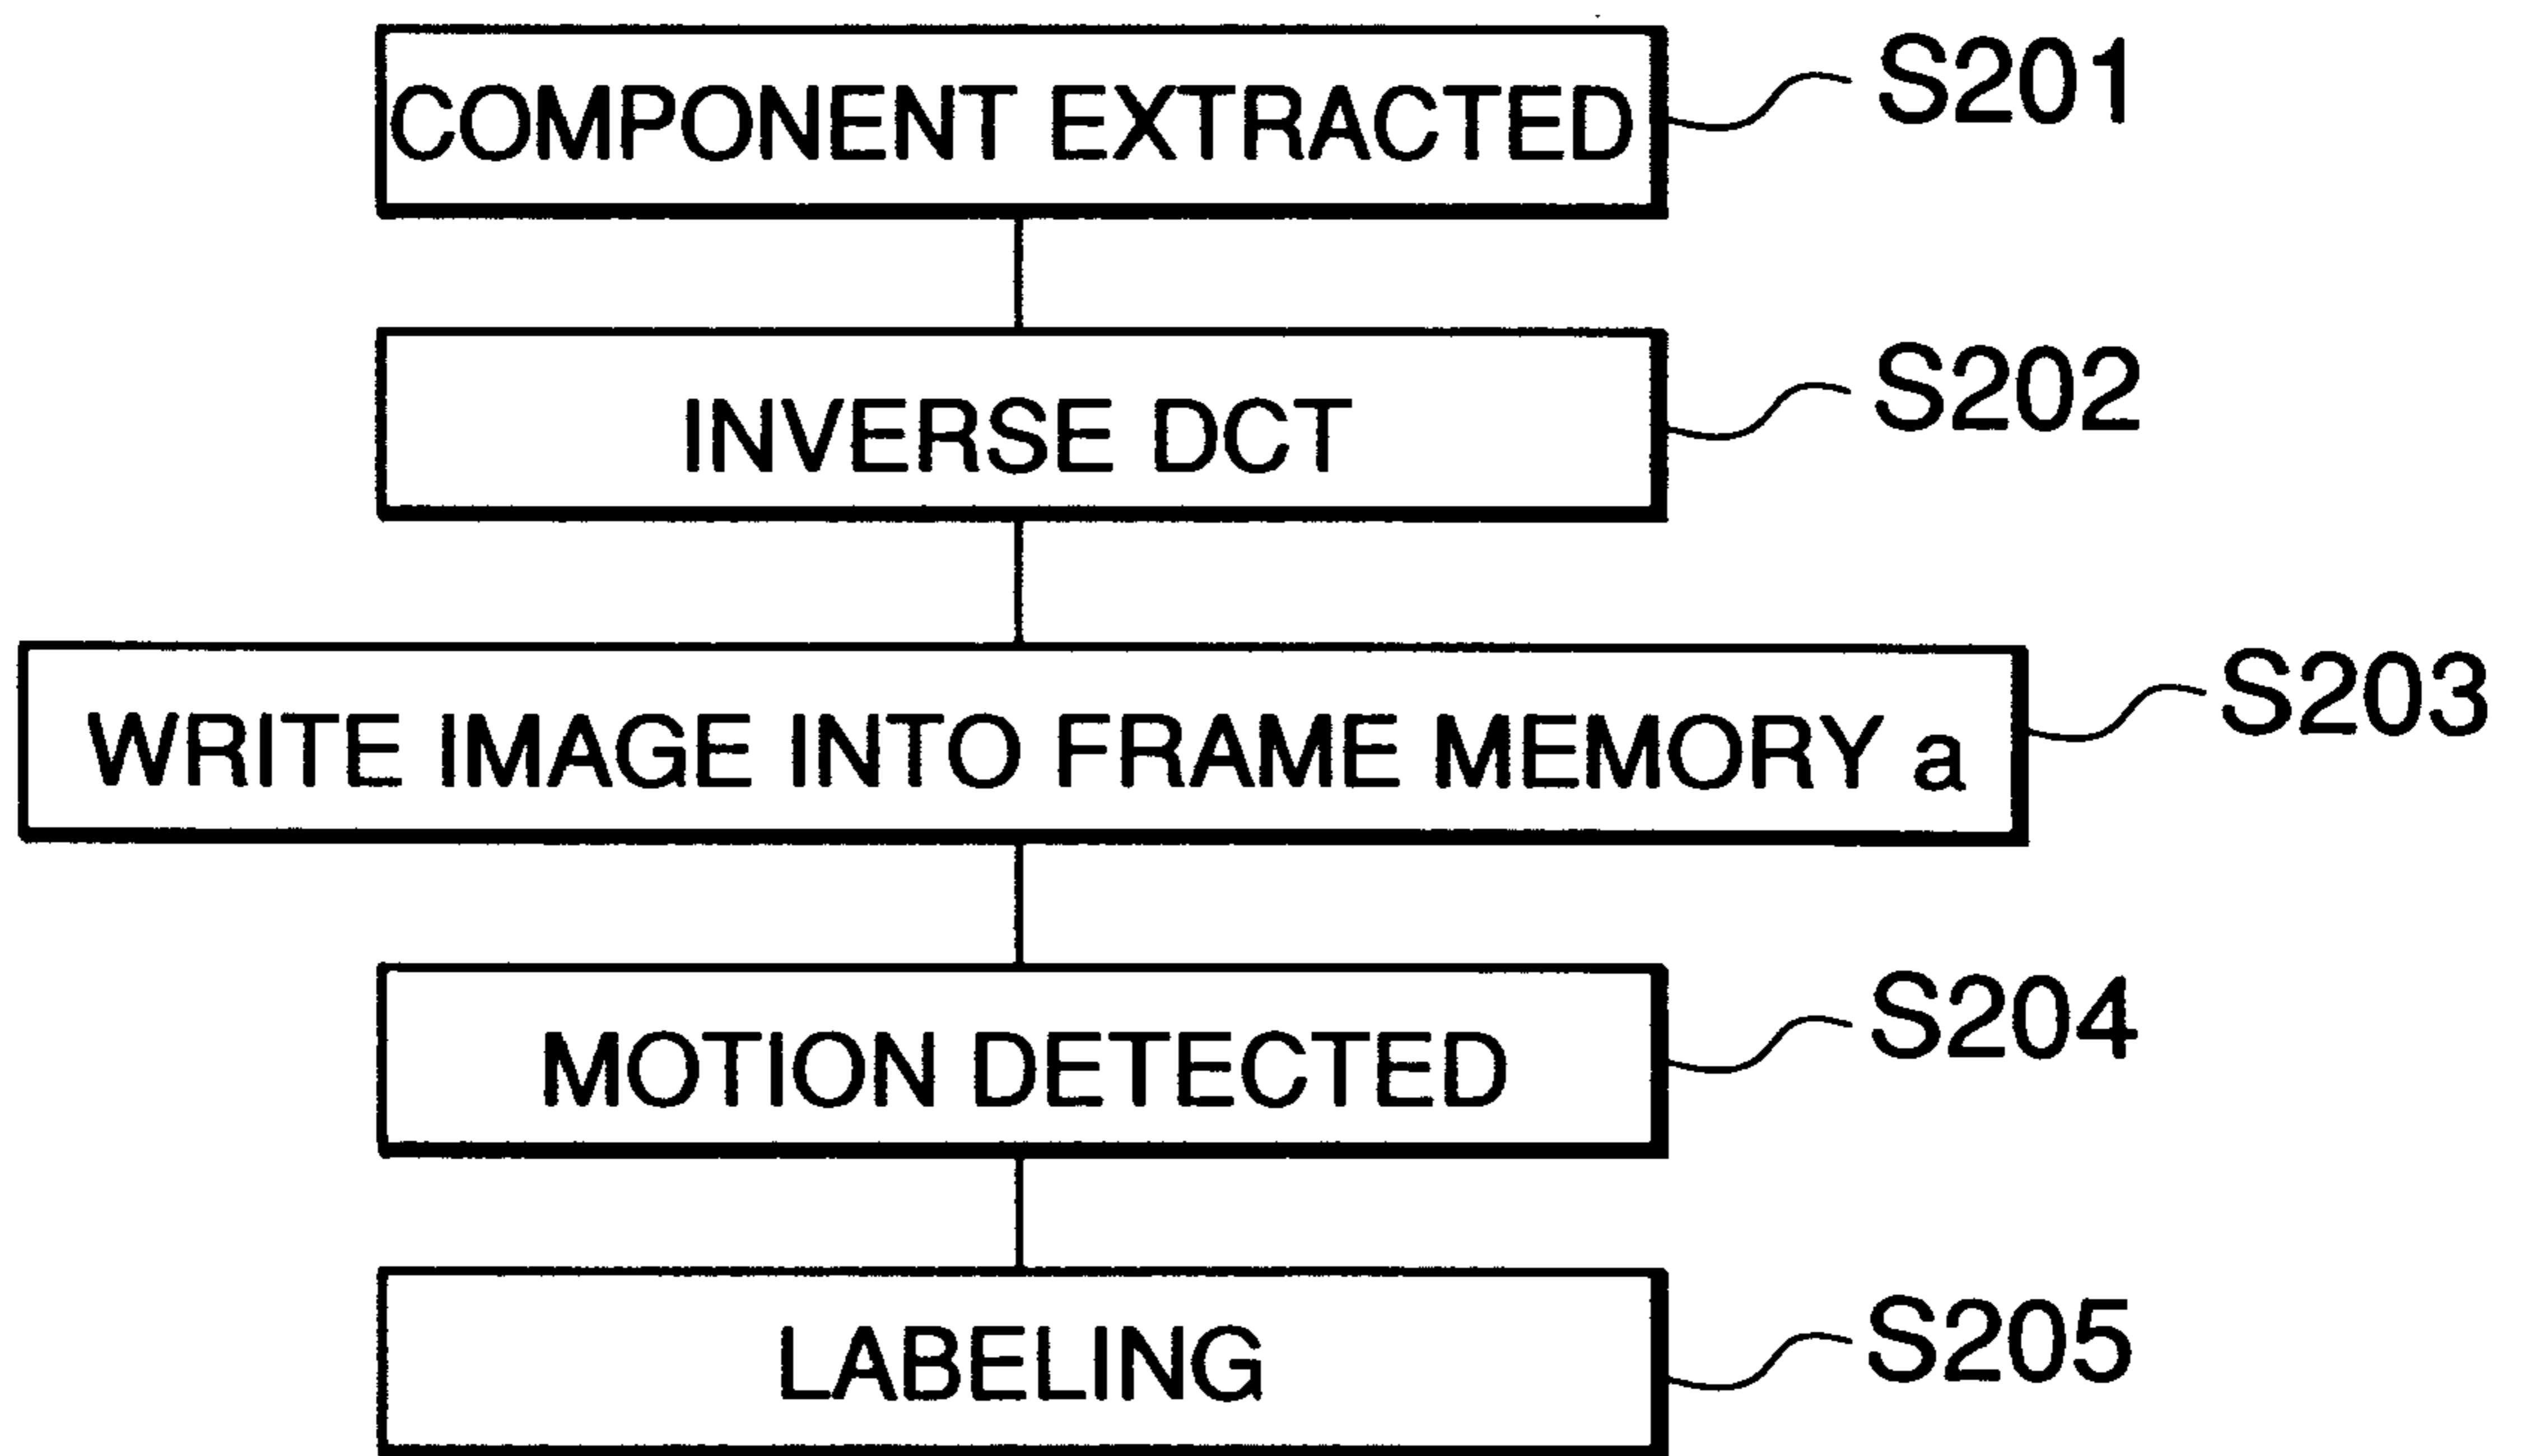 COMPONENT EXTRACTED S201
INVERSE DCT S202
WRITE IMAGE INTO FRAME MEMORY a S203
MOTION DETECTED S204
LABELING S205